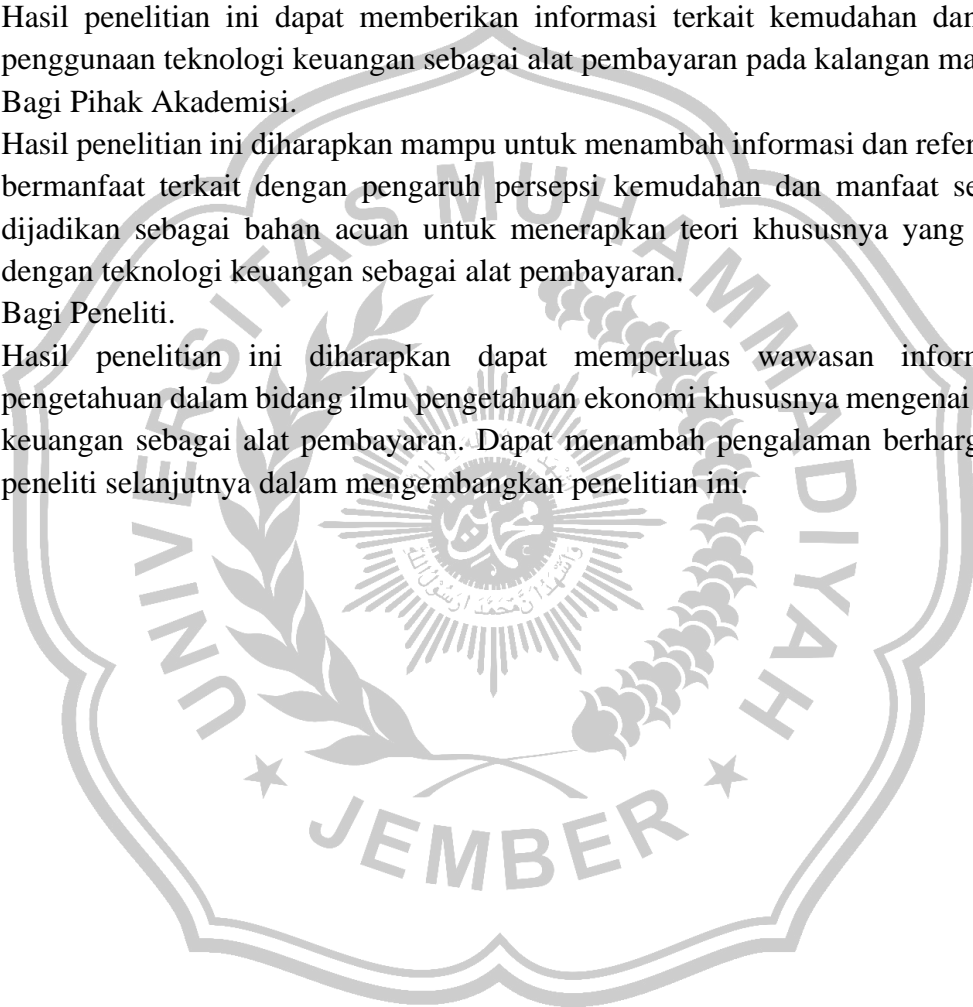 Hasil penelitian ini dapat memberikan informasi terkait kemudahan dan
penggunaan teknologi keuangan sebagai alat pembayaran pada kalangan ma
Bagi Pihak Akademisi.
Hasil penelitian ini diharapkan mampu untuk menambah informasi dan refer
bermanfaat terkait dengan pengaruh persepsi kemudahan dan manfaat se
dijadikan sebagai bahan acuan untuk menerapkan teori khususnya yang
dengan teknologi keuangan sebagai alat pembayaran.
Bagi Peneliti.
Hasil penelitian ini diharapkan dapat memperluas wawasan inform
pengetahuan dalam bidang ilmu pengetahuan ekonomi khususnya mengenai
keuangan sebagai alat pembayaran. Dapat menambah pengalaman berharg
peneliti selanjutnya dalam mengembangkan penelitian ini.
UNIVERSITAS MUHAMMADIYAH
JEMBER